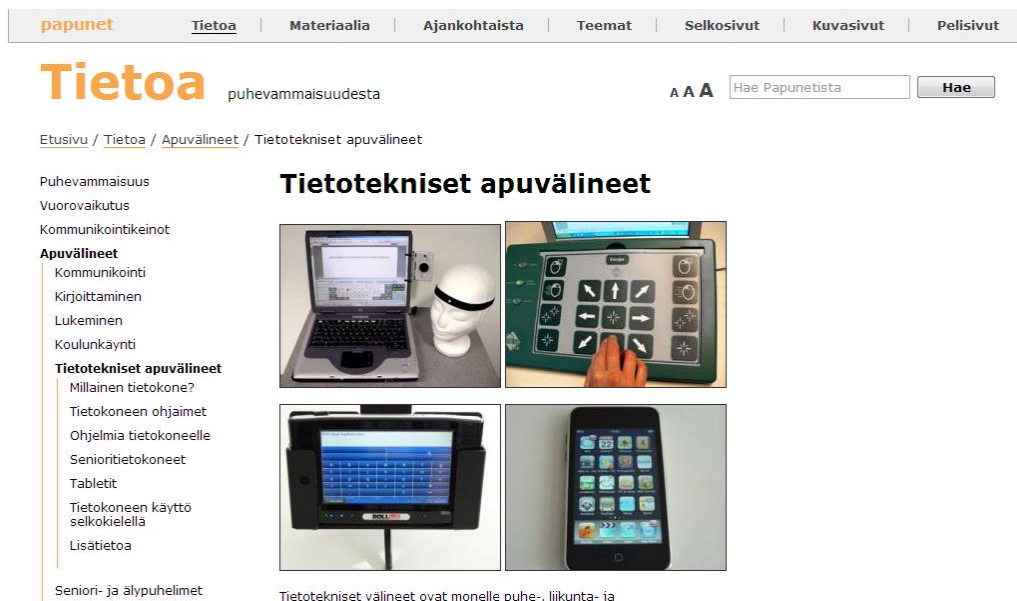 papunet Tietoa Materiaalia Ajankohtaista Teemat Selkosivut Kuvasivut Pelisivut
Tietoa puhevammaisuudesta
A A A Hae Papunetista Hae
Etusivu / Tietoa / Apuvälineet / Tietotekniset apuvälineet
Puhevammaisuus
Vuorovaikutus
Kommunikointikeinot
Apuvälineet
Kommunikointi
Kirjoittaminen
Lukeminen
Koulunkäynti
Tietotekniset apuvälineet
Millainen tietokone?
Tietokoneen ohjaimet
Ohjelmia tietokoneelle
Senioritietokoneet
Tabletit
Tietokoneen käyttö
selkokielellä
Lisätietoa
Seniori- ja älypuhelimet
Tietotekniset apuvälineet
Escape
Tietotekniset välineet ovat monelle puhe-, liikunta- ja